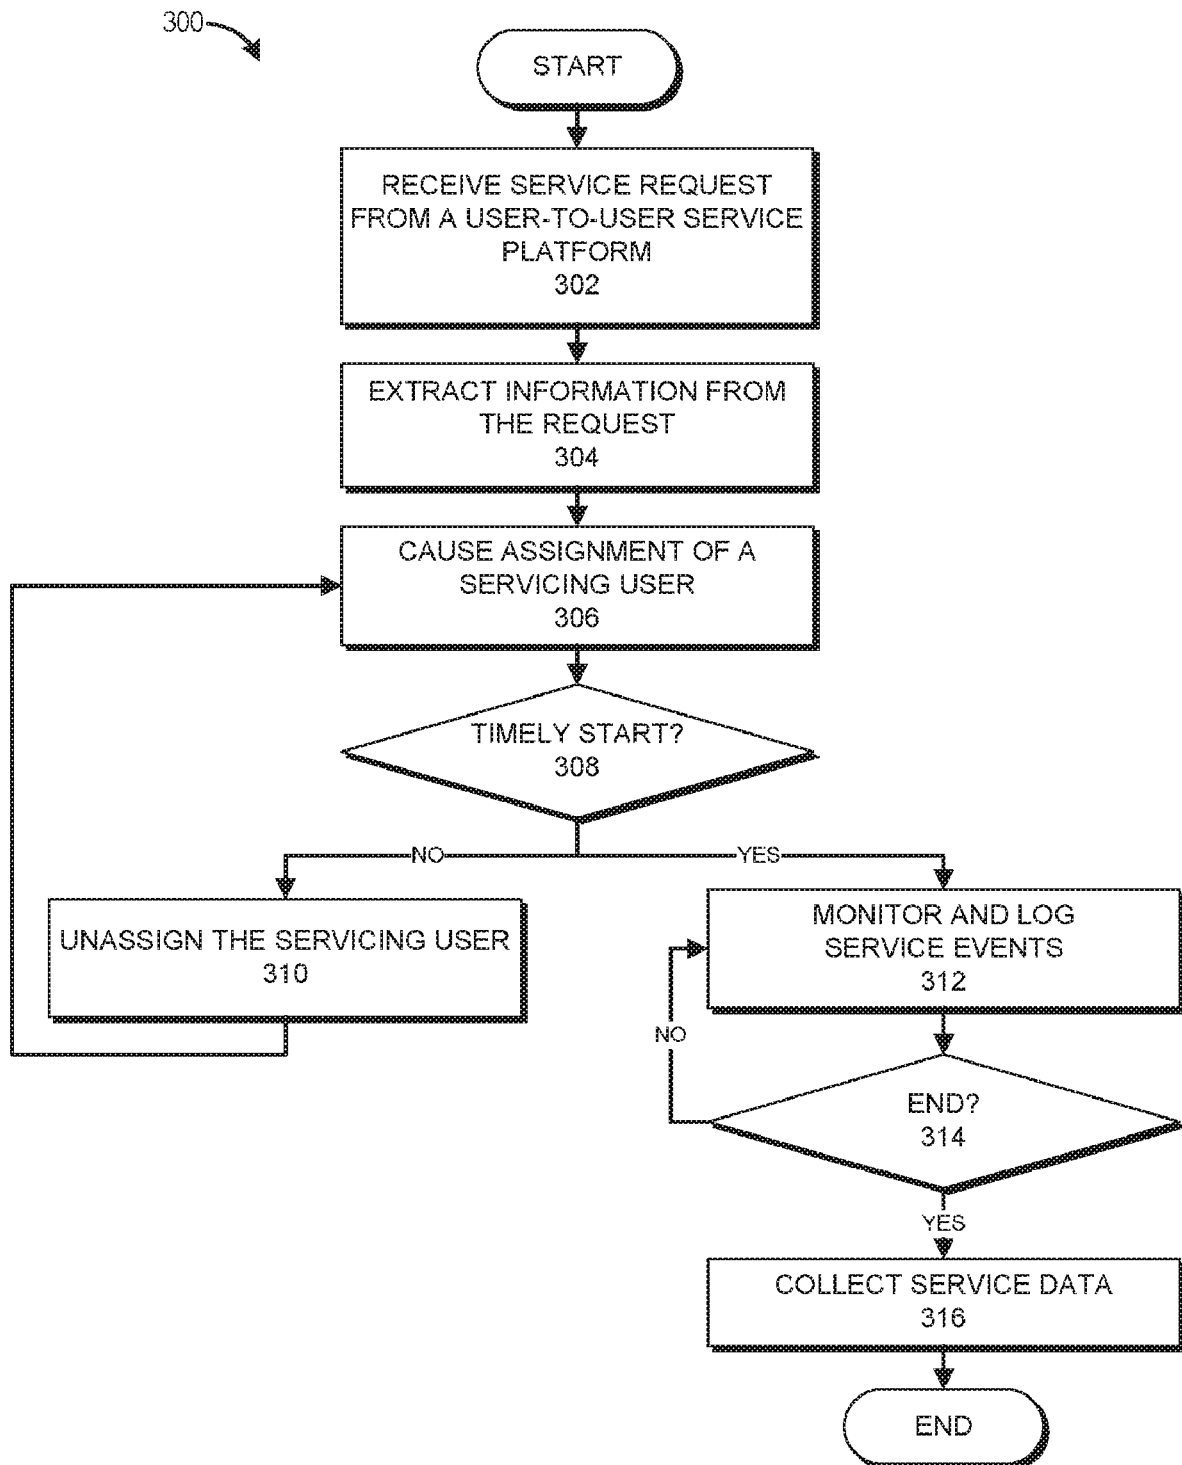 300
START
RECEIVE SERVICE REQUEST
FROM A USER-TO-USER SERVICE
PLATFORM
302
EXTRACT INFORMATION FROM
THE REQUEST
304
CAUSE ASSIGNMENT OF A
SERVICING USER
306
TIMELY START?
308
NO
YES
UNASSIGN THE SERVICING USER
310
MONITOR AND LOG
SERVICE EVENTS
312
NO
END?
314
YES
COLLECT SERVICE DATA
316
END